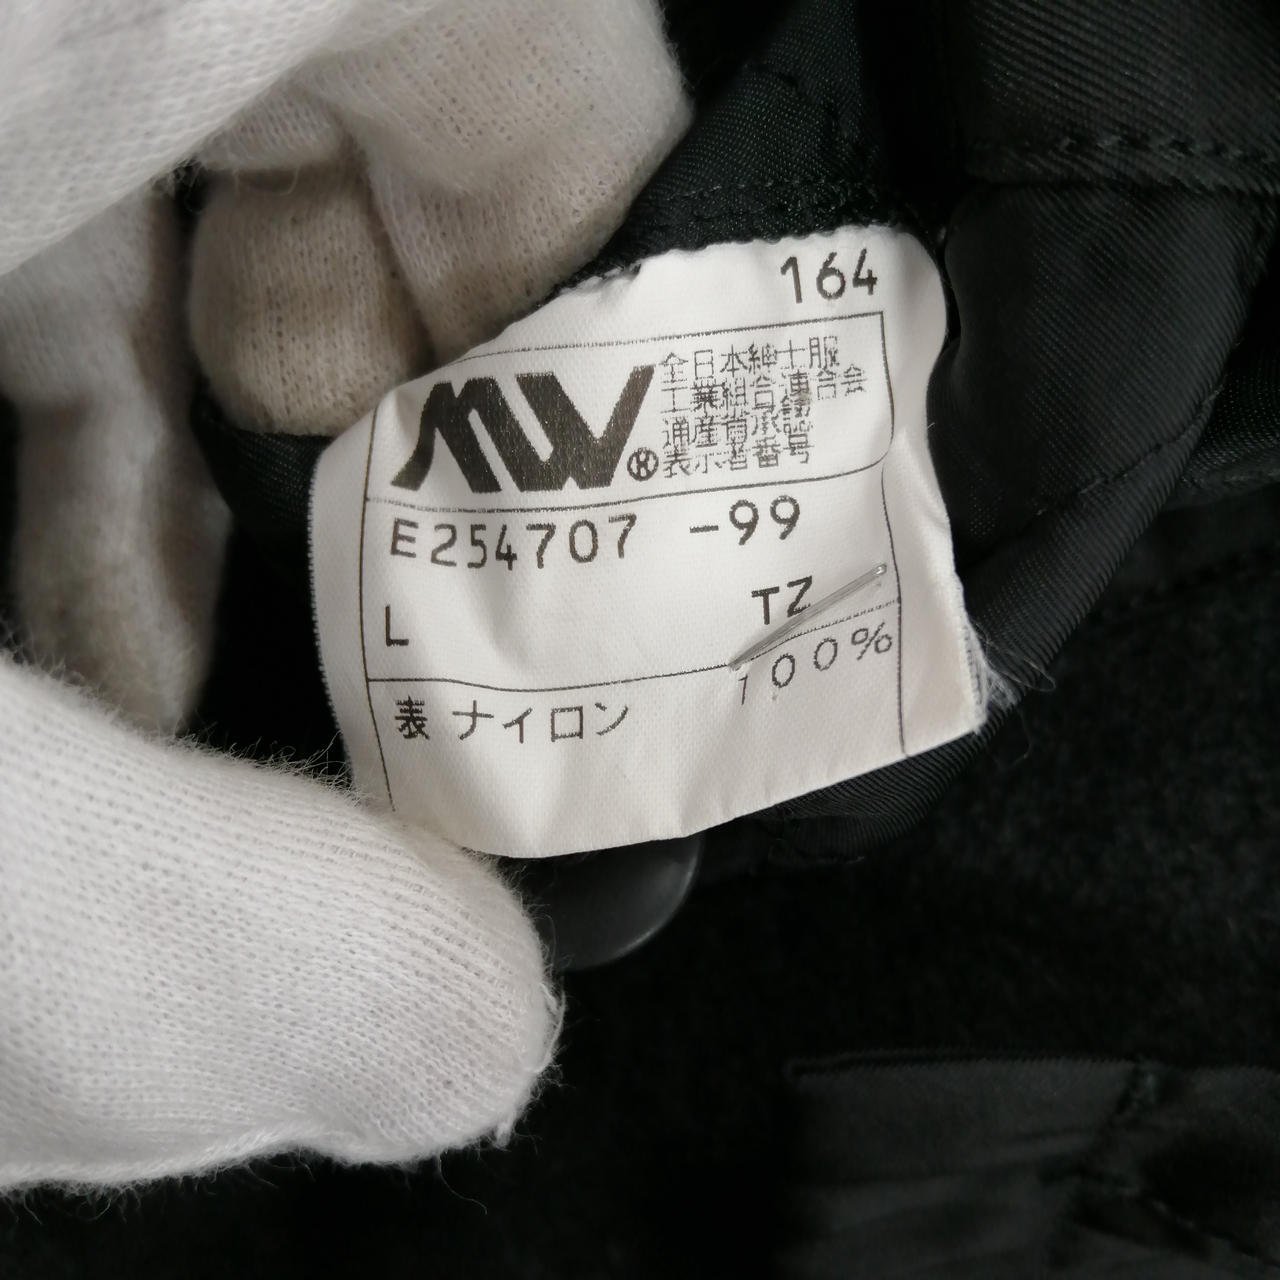 164
MW®
全日本紳士服
工業組合連合会
通産省承認
表示者番号
E254707 -99
L TZ
表 ナイロン 100%